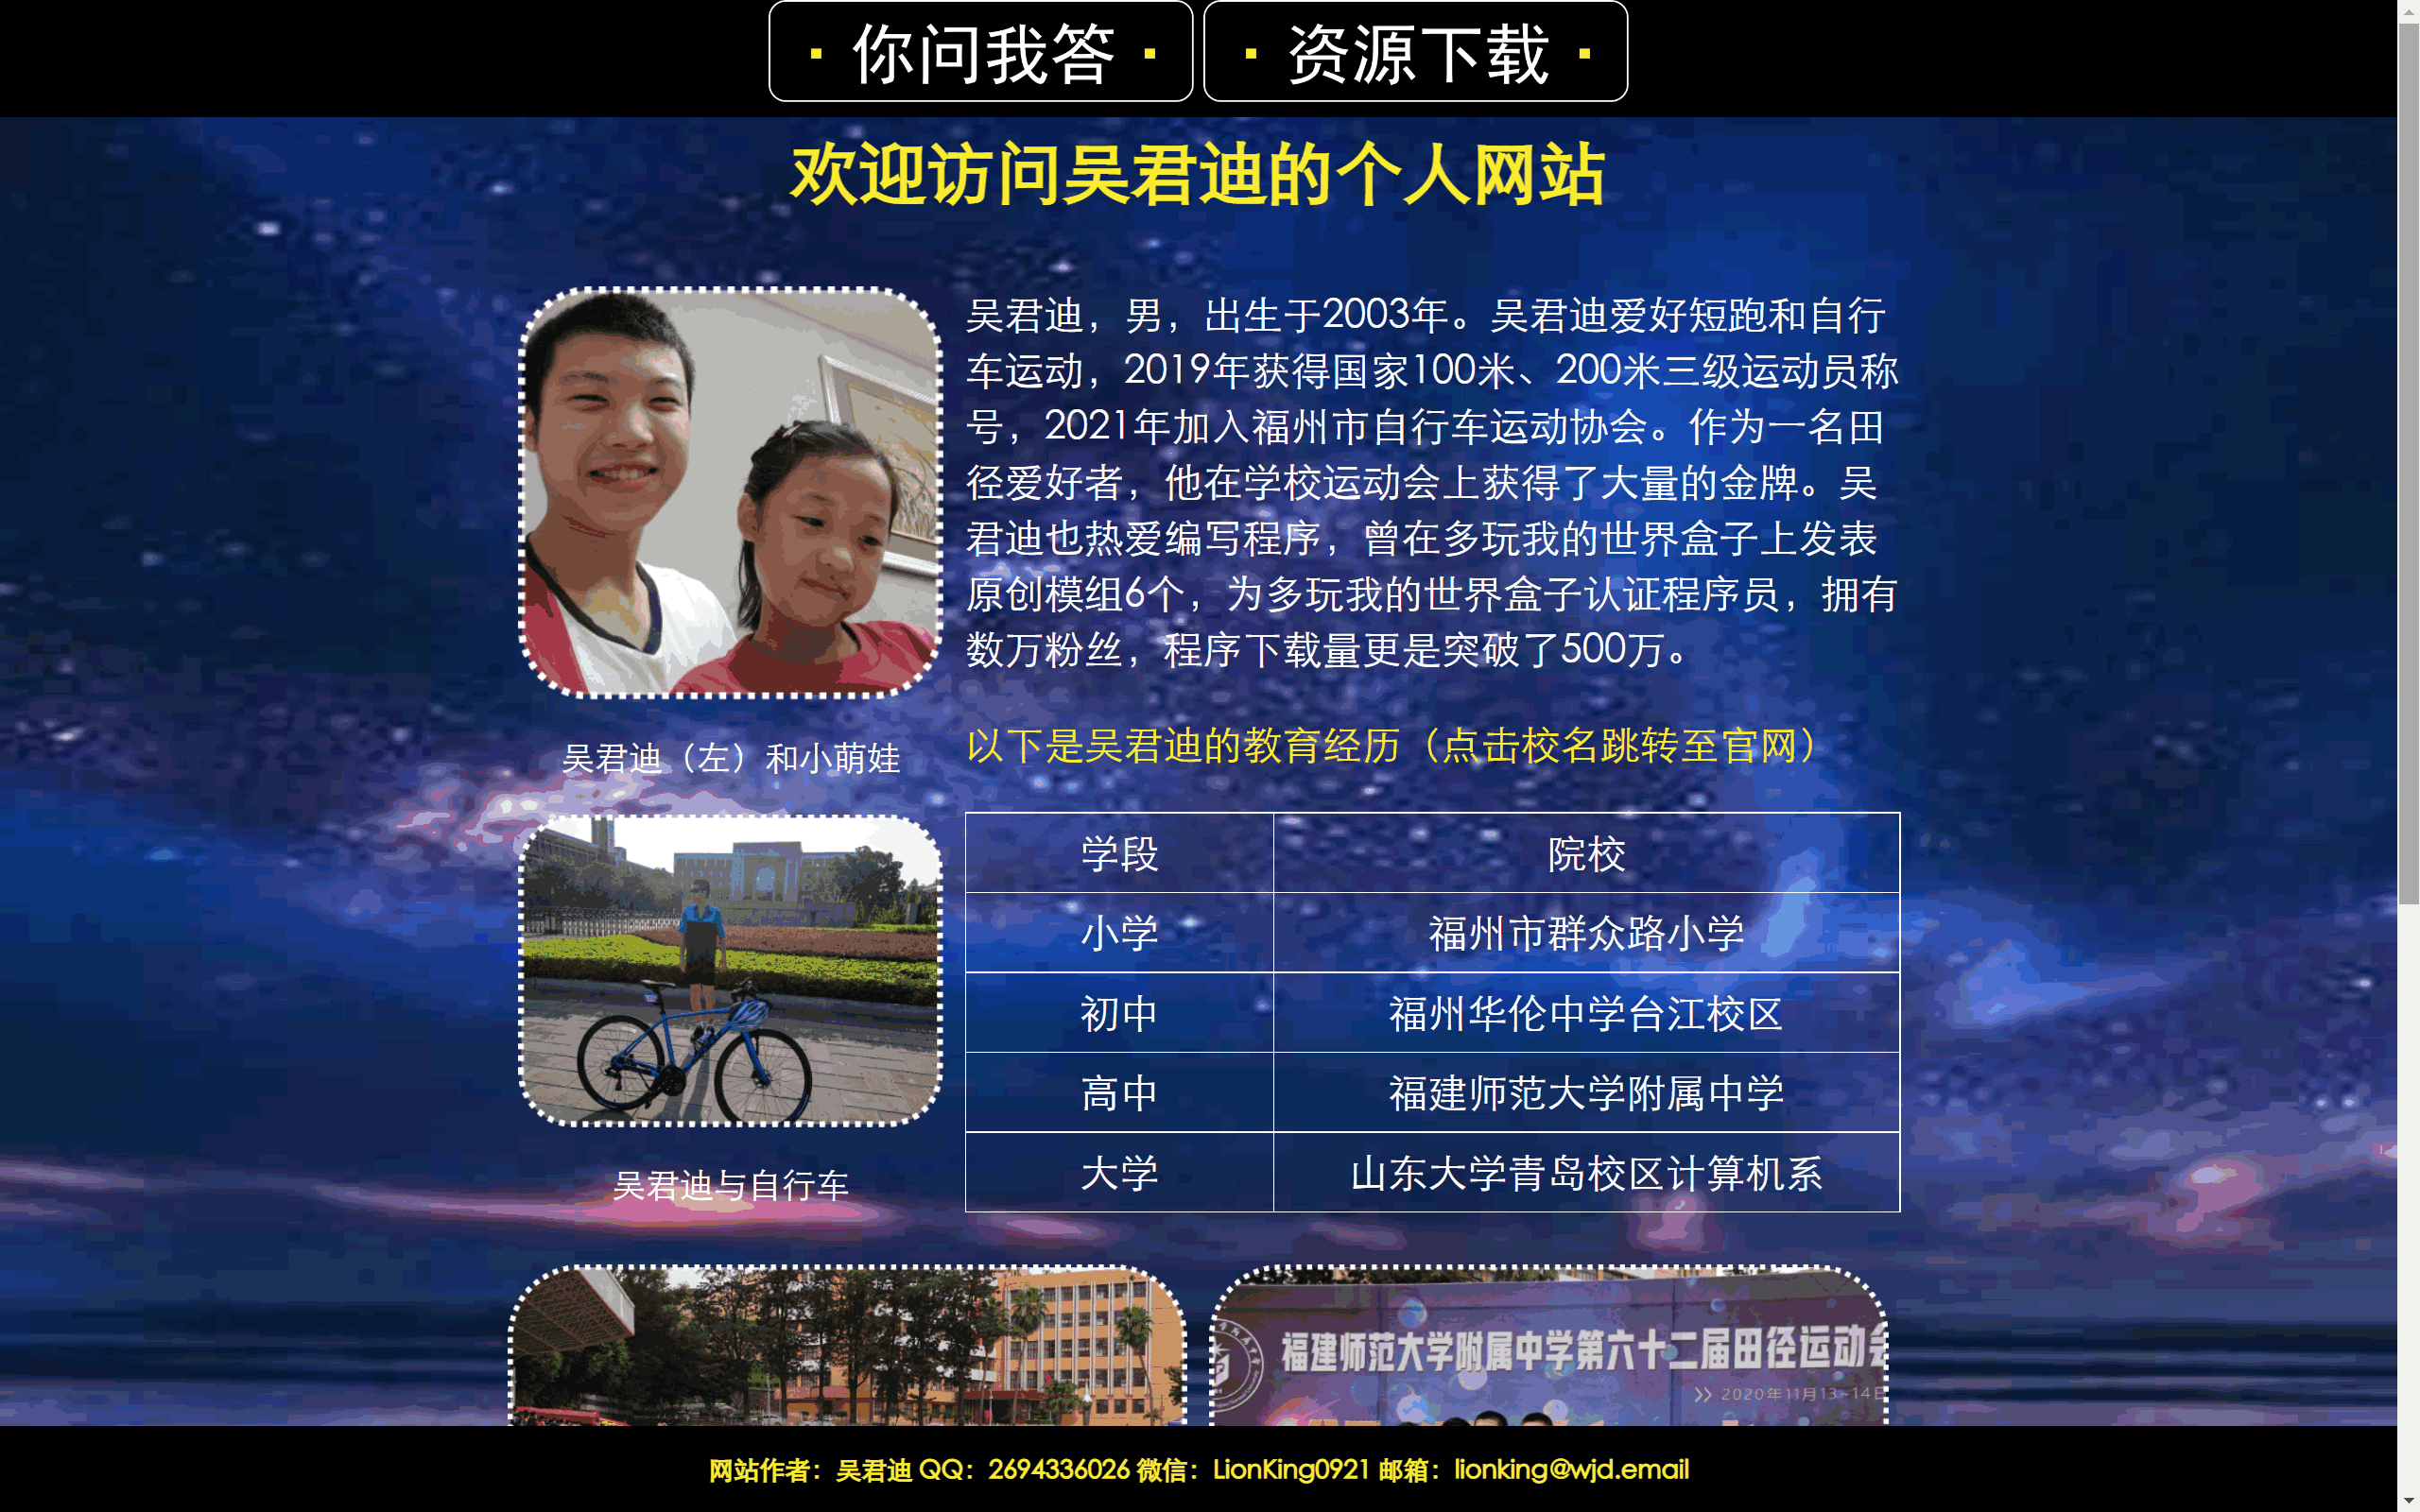 · 你问我答 ·
· 资源下载 ·
欢迎访问吴君迪的个人网站
吴君迪，男，出生于2003年。吴君迪爱好短跑和自行
车运动，2019年获得国家100米、200米三级运动员称
号，2021年加入福州市自行车运动协会。作为一名田
径爱好者，他在学校运动会上获得了大量的金牌。吴
君迪也热爱编写程序，曾在多玩我的世界盒子上发表
原创模组6个，为多玩我的世界盒子认证程序员，拥有
数万粉丝，程序下载量更是突破了500万。
吴君迪（左）和小萌娃
以下是吴君迪的教育经历（点击校名跳转至官网）
学段 院校
小学 福州市群众路小学
初中 福州华伦中学台江校区
高中 福建师范大学附属中学
大学 山东大学青岛校区计算机系
吴君迪与自行车
福建师范大学附属中学第六十二届田径运动会
>> 2020年11月13~14日
网站作者：吴君迪 QQ：2694336026 微信：LionKing0921 邮箱：lionking@wjd.email